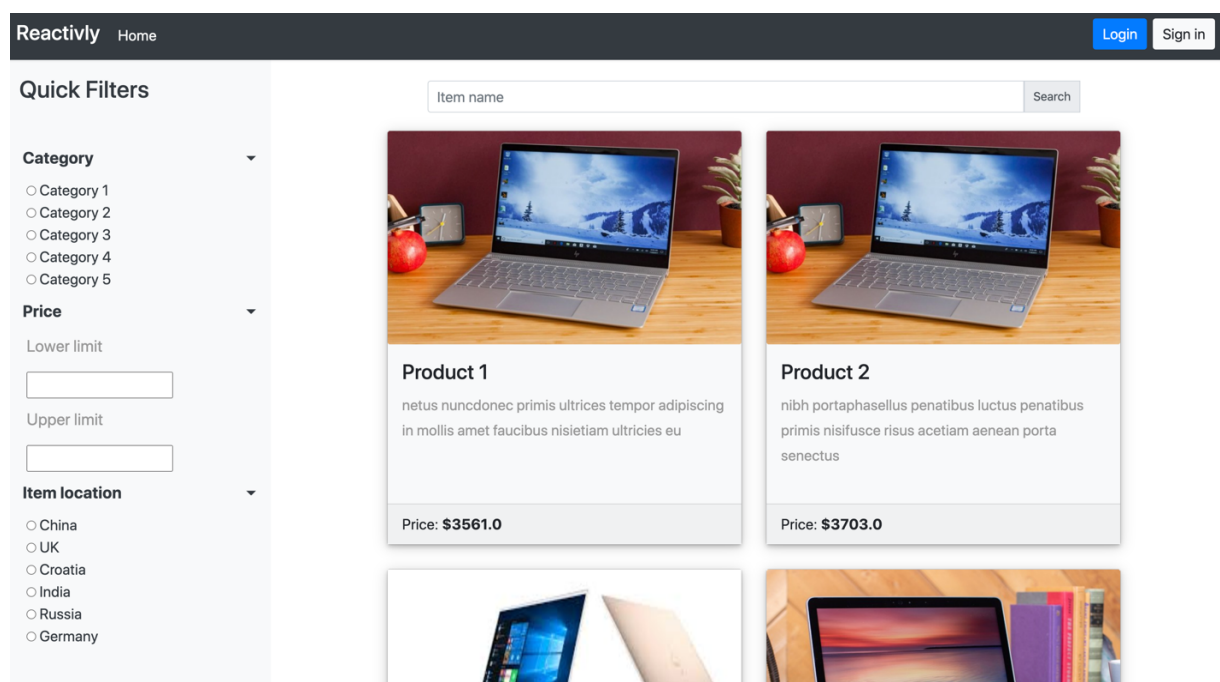 Reactivly Home Login Sign in
Quick Filters
Item name Search
Category
Category 1
Category 2
Category 3
Category 4
Category 5
Price
Lower limit
Upper limit
Item location
China
UK
Croatia
India
Russia
Germany
Product 1
netus nuncdonec primis ultrices tempor adipiscing
in mollis amet faucibus nisietiam ultricies eu
Price: $3561.0
Product 2
nibh portaphasellus penatibus luctus penatibus
primis nisifusce risus acetiam aenean porta
senectus
Price: $3703.0